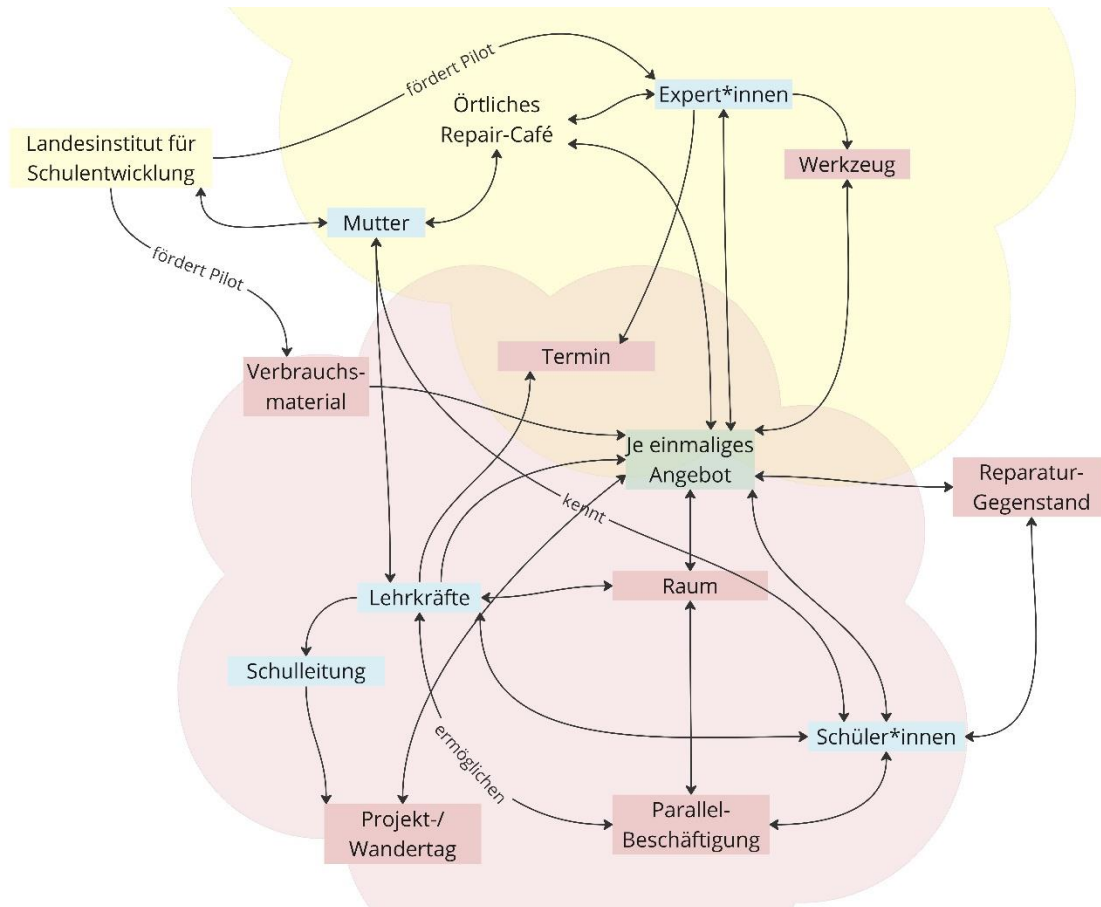 fördert Pilot
Expert*innen
Örtliches
Repair-Café
Landesinstitut für
Schulentwicklung
Werkzeug
Mutter
fördert Pilot
Termin
Verbrauchs-
material
Je einmaliges
Angebot
Reparatur-
Gegenstand
kennt
Lehrkräfte
Raum
Schulleitung
Schüler*innen
ermöglichen
Projekt-/
Wandertag
Parallel-
Beschäftigung